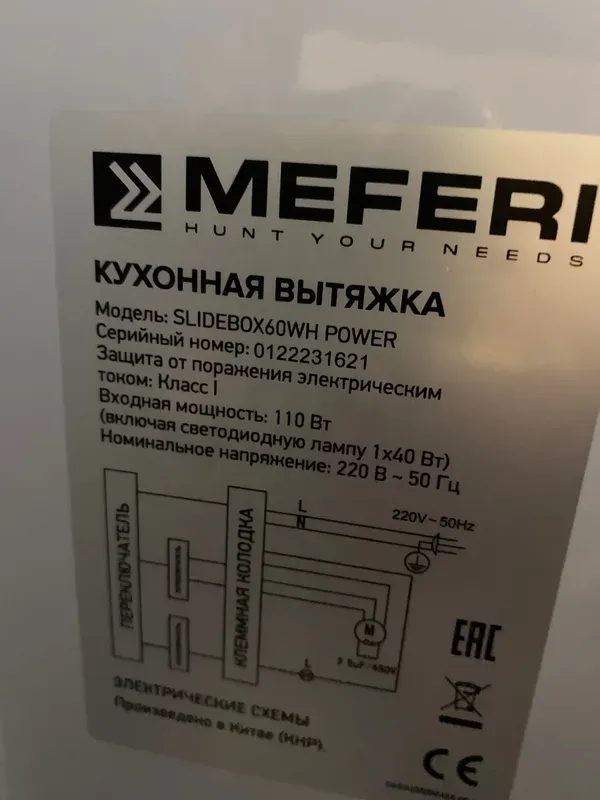 MEFERI
HUNT YOUR NEEDS
КУХОННАЯ ВЫТЯЖКА
Модель: SLIDEBOX60WH POWER
Серийный номер: 0122231621
Защита от поражения электрическим
током: Класс I
Входная мощность: 110 Вт
(включая светодиодную лампу 1x40 Вт)
Номинальное напряжение: 220 В ~ 50 Гц
ПЕРЕКЛЮЧАТЕЛЬ
КЛЕММНАЯ КОЛОДКА
L
N
220V~50Hz
M
L
ЭЛЕКТРИЧЕСКИЕ СХЕМЫ
Произведено в Китае (КНР).
EAC
CE